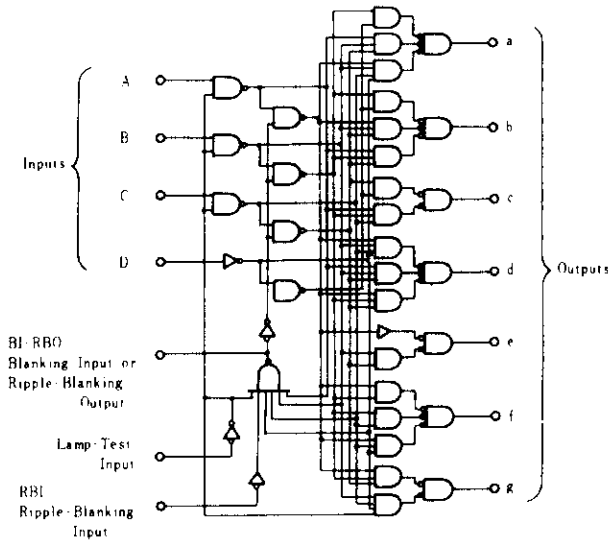 Inputs
A
B
C
D
BI·RBO
Blanking Input or
Ripple·Blanking
Output
Lamp·Test
Input
RBI
Ripple·Blanking
Input
a
b
c
d
e
f
g
Outputs